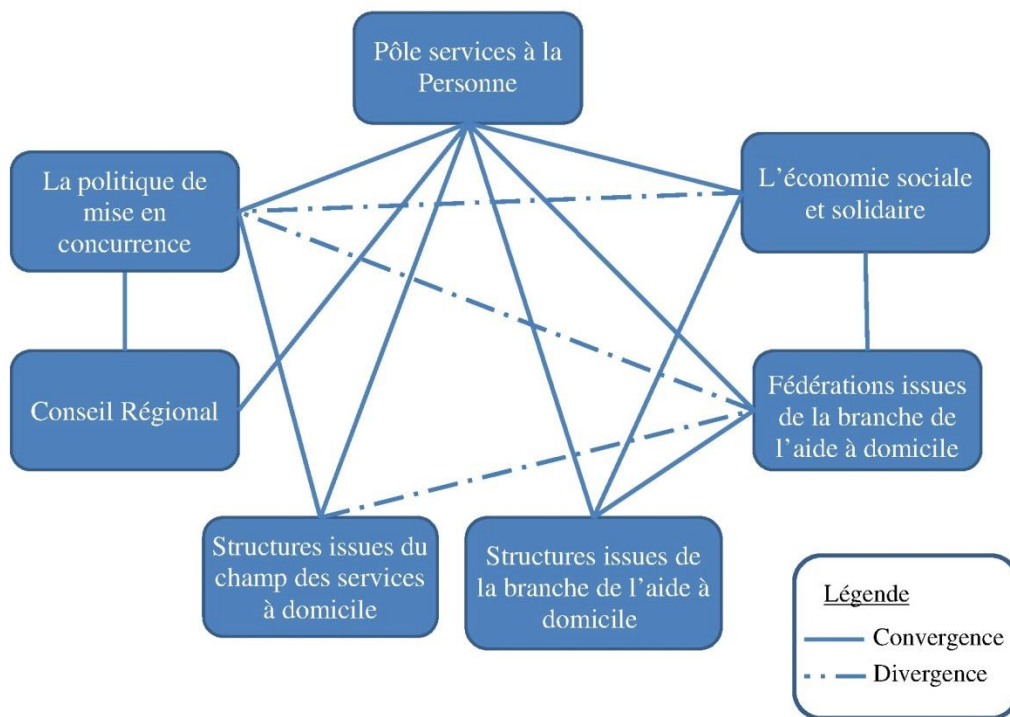 Pôle services à la
Personne
La politique de
mise en
concurrence
L'économie sociale
et solidaire
Conseil Régional
Fédérations issues
de la branche de
l'aide à domicile
Structures issues du
champ des services
à domicile
Structures issues de
la branche de l'aide à
domicile
Légende
Convergence
Divergence